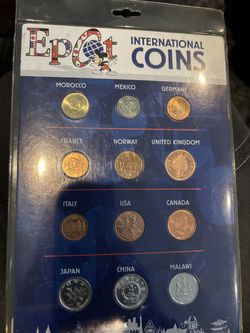 Epcot
INTERNATIONAL
COINS
MOROCCO MEXICO GERMANY
FRANCE NORWAY UNITED KINGDOM
ITALY USA CANADA
JAPAN CHINA MALAWI